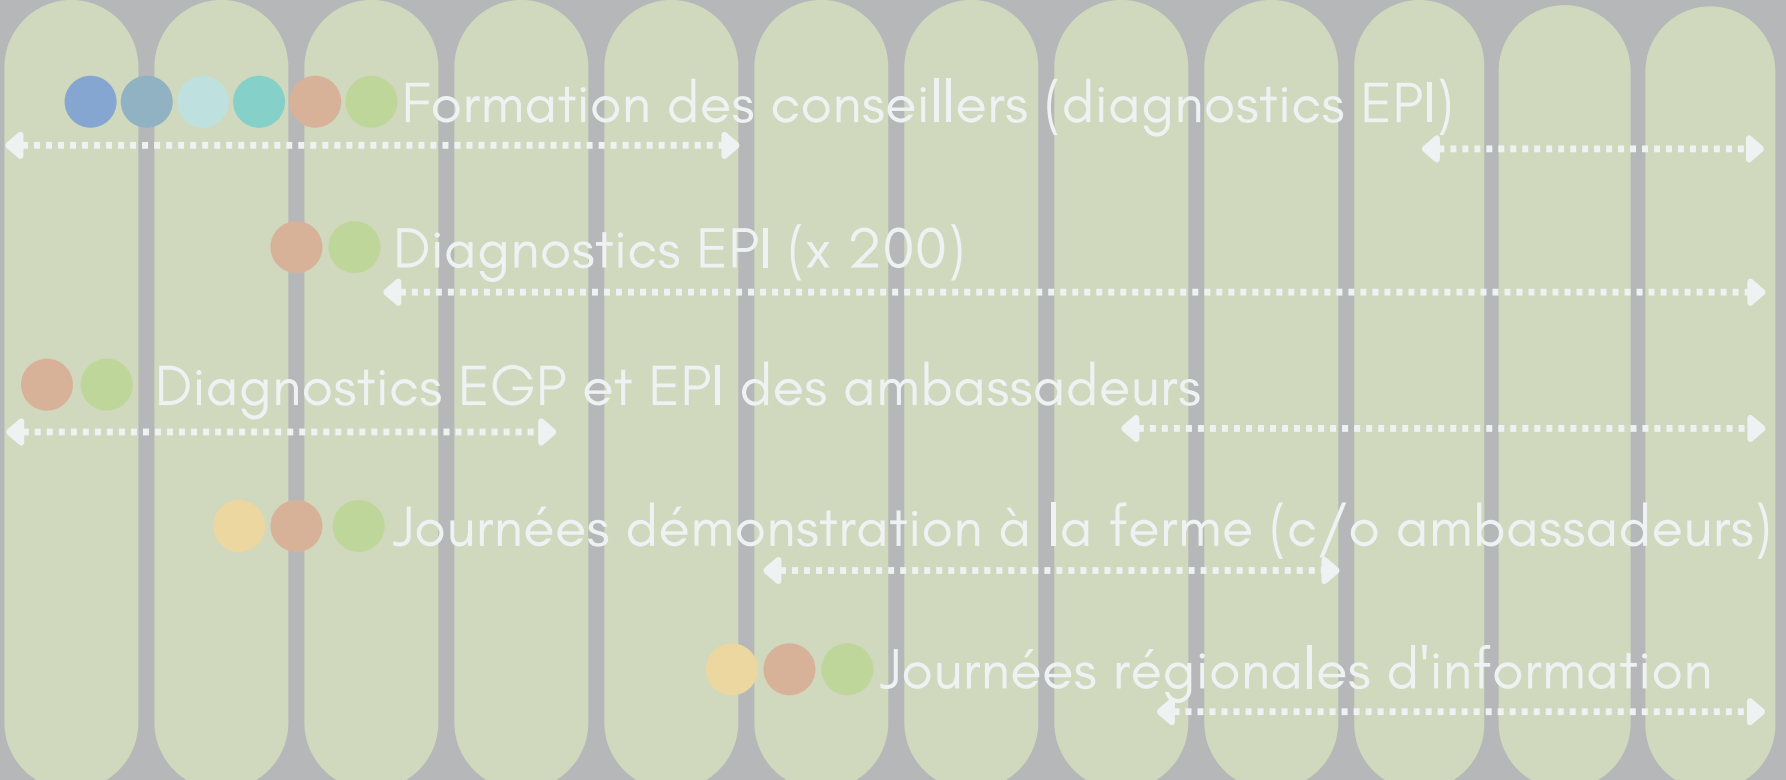 Formation des conseillers (diagnostics EPI)
Diagnostics EPI (x 200)
Diagnostics EGP et EPI des ambassadeurs
Journées démonstration à la ferme (c/o ambassadeurs)
Journées régionales d'information